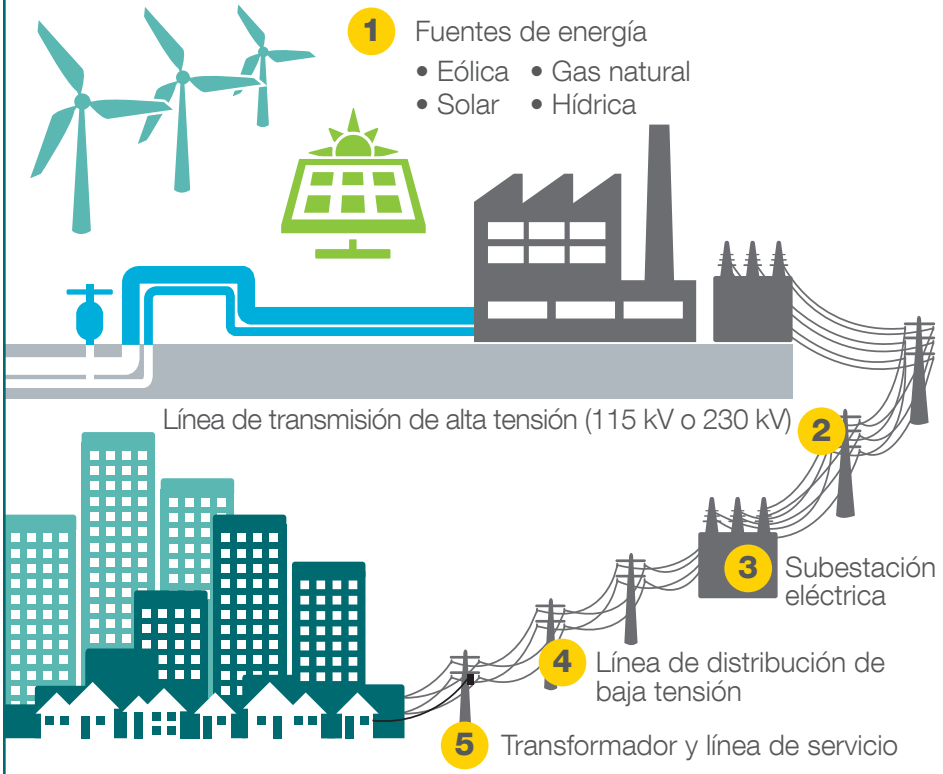 1 Fuentes de energía
• Eólica • Gas natural
• Solar • Hídrica
Línea de transmisión de alta tensión (115 kV o 230 kV) 2
3 Subestación
eléctrica
4 Línea de distribución de
baja tensión
5 Transformador y línea de servicio